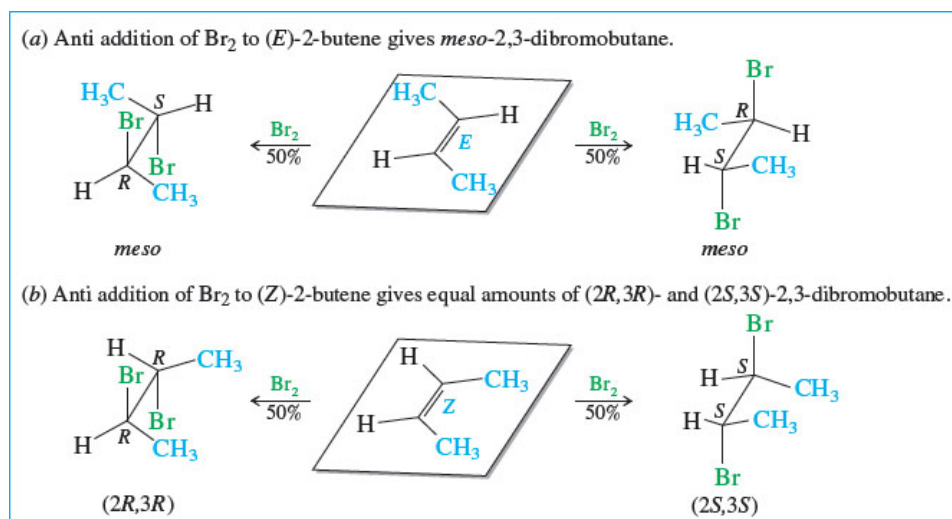 (a) Anti addition of Br₂ to (E)-2-butene gives meso-2,3-dibromobutane.
H₃C S H
Br
Br
H R CH₃
meso
Br₂
50%
H₃C H
H E
CH₃
Br₂
50%
Br
H₃C R H
H S CH₃
Br
meso
(b) Anti addition of Br₂ to (Z)-2-butene gives equal amounts of (2R,3R)- and (2S,3S)-2,3-dibromobutane.
H R CH₃
Br
Br
H R CH₃
(2R,3R)
Br₂
50%
H CH₃
H Z
CH₃
Br₂
50%
Br
H S CH₃
H S CH₃
Br
(2S,3S)